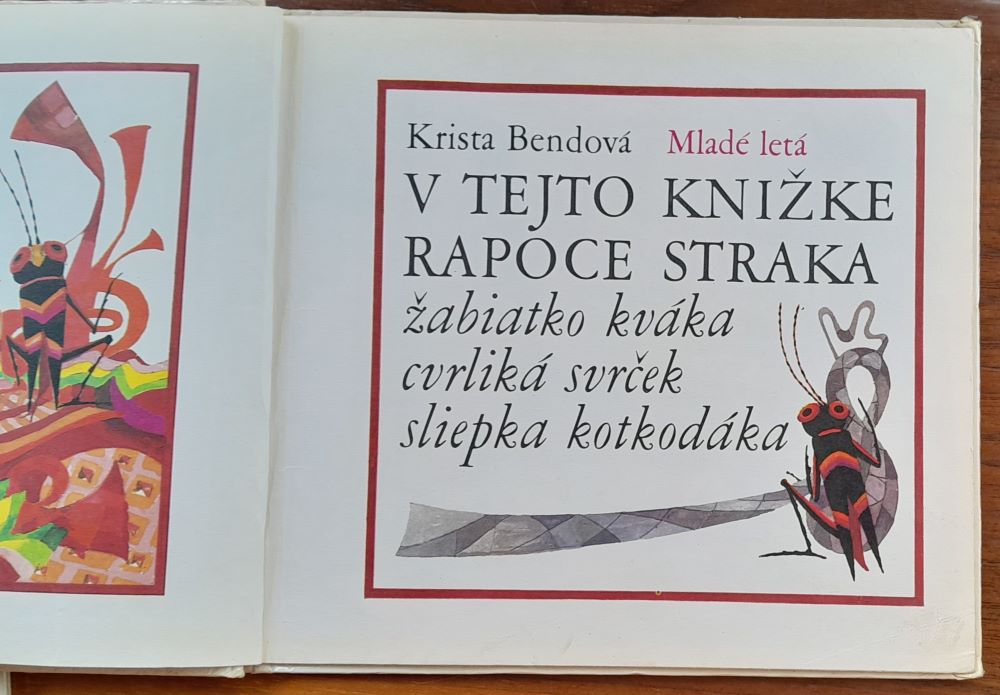 Krista Bendová Mladé letá
V TEJTO KNIŽKE
RAPOCE STRAKA
žabiatko kváka
cvrliká svrček
sliepka kotkodáka